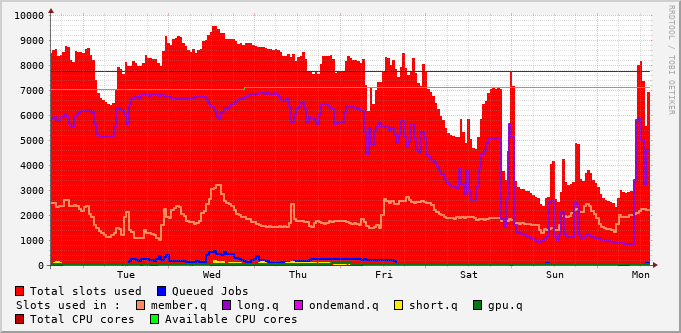 10000
9000
8000
7000
6000
5000
4000
3000
2000
1000
0
Tue Wed Thu Fri Sat Sun Mon
RRDTOOL / TOBI OETIKER
Total slots used Queued Jobs
Slots used in : member.q long.q ondemand.q short.q gpu.q
Total CPU cores Available CPU cores